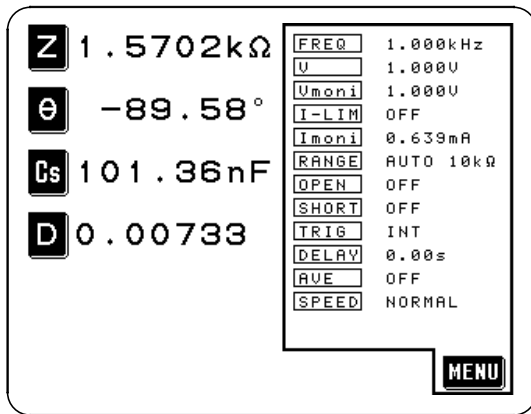 Z 1.5702kΩ
θ -89.58°
Cs 101.36nF
D 0.00733
FREQ 1.000kHz
V 1.000V
Vmoni 1.000V
I-LIM OFF
Imoni 0.639mA
RANGE AUTO 10kΩ
OPEN OFF
SHORT OFF
TRIG INT
DELAY 0.00s
AVE OFF
SPEED NORMAL
MENU